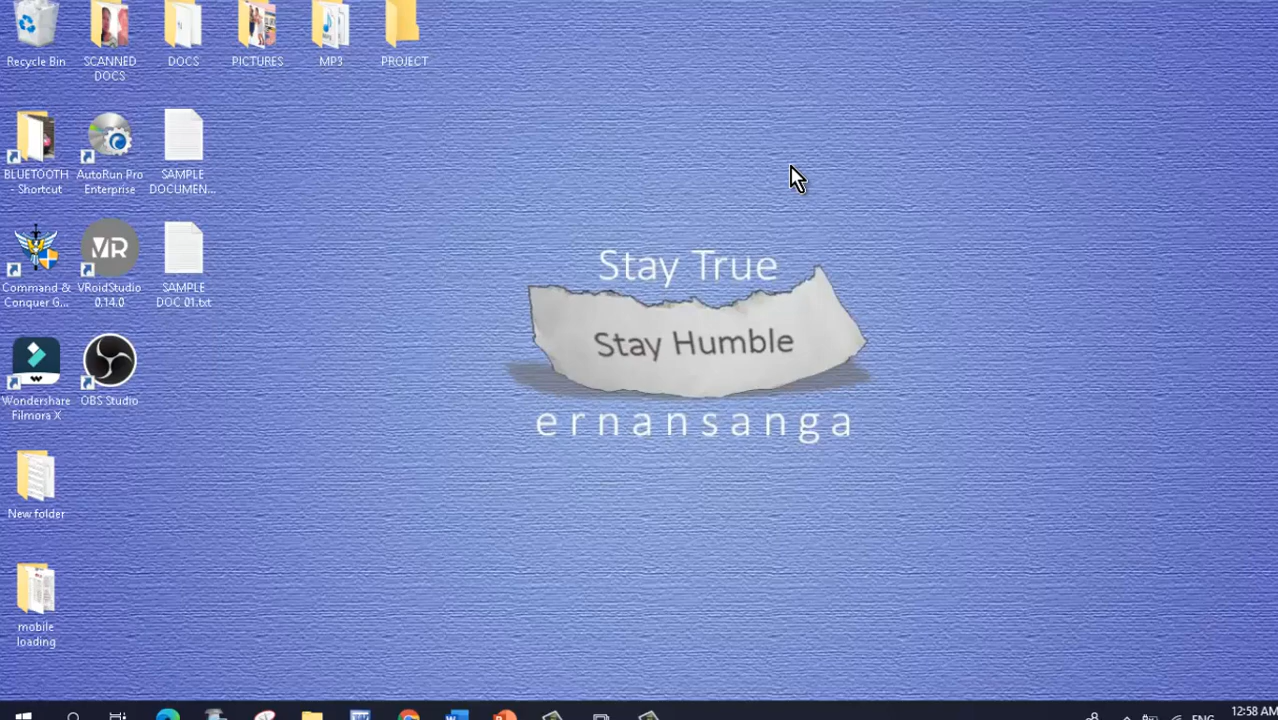 Recycle Bin
SCANNED
DOCS
DOCS
PICTURES
MP3
PROJECT
BLUETOOTH
- Shortcut
AutoRun Pro
Enterprise
SAMPLE
DOCUMEN...
Command &
Conquer G...
VR
VRoidStudio
0.14.0
SAMPLE
DOC 01.txt
Wondershare
Filmora X
OBS Studio
New folder
mobile
loading
Stay True
Stay Humble
ernansanga
12:58 AM
ENG